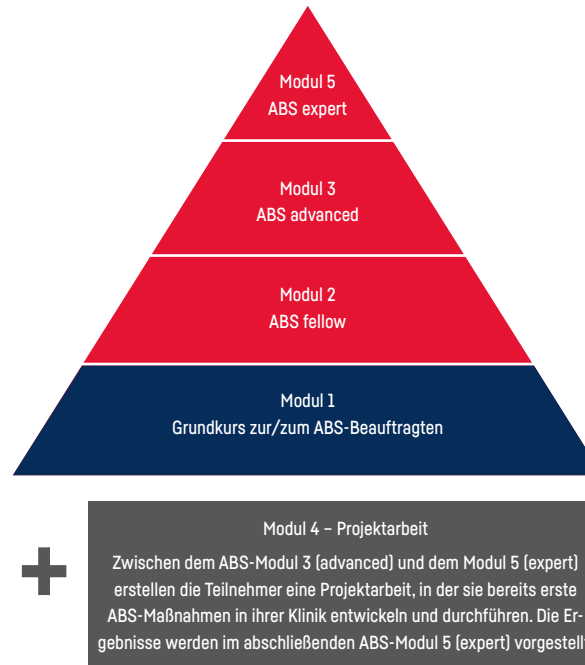 Modul 5
ABS expert
Modul 3
ABS advanced
Modul 2
ABS fellow
Modul 1
Grundkurs zur/zum ABS-Beauftragten
Modul 4 – Projektarbeit
Zwischen dem ABS-Modul 3 (advanced) und dem Modul 5 (expert)
erstellen die Teilnehmer eine Projektarbeit, in der sie bereits erste
ABS-Maßnahmen in ihrer Klinik entwickeln und durchführen. Die Er-
gebnisse werden im abschließenden ABS-Modul 5 (expert) vorgestellt